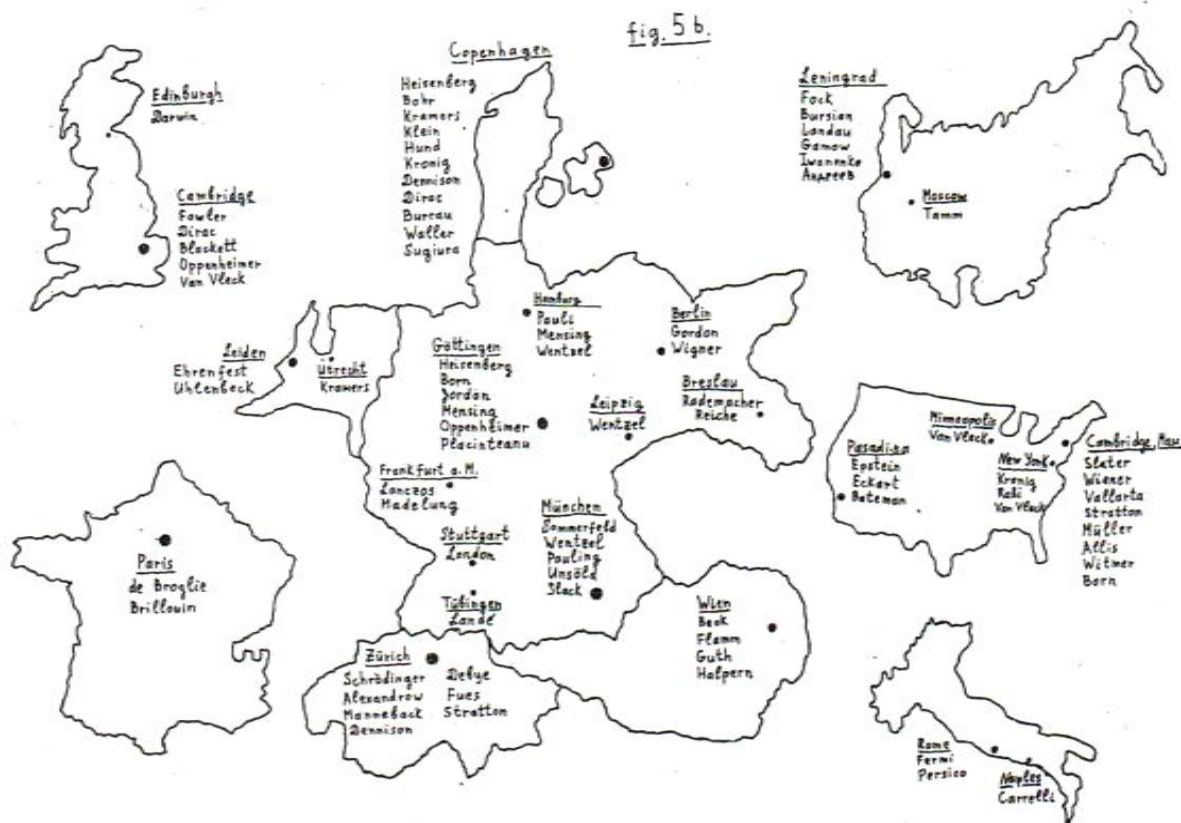 fig. 5 b.
Edinburgh
Darwin
Cambridge
Fowler
Dirac
Blackett
Oppenheimer
Van Vleck
Copenhagen
Heisenberg
Bohr
Kramers
Klein
Hund
Kronig
Dennison
Dirac
Burrau
Waller
Sugiura
Leningrad
Fock
Bursian
Landau
Gamow
Iwanenko
Андреев
Moscow
Tamm
Leiden
Ehrenfest
Uhlenbeck
Utrecht
Kramers
Hamburg
Pauli
Mensing
Wentzel
Berlin
Gordon
Wigner
Göttingen
Heisenberg
Born
Jordan
Mensing
Oppenheimer
Placinteanu
Leipzig
Wentzel
Breslau
Rademacher
Reiche
Frankfurt a.M.
Lanczos
Madelung
Stuttgart
London
Tübingen
Landé
München
Sommerfeld
Wentzel
Pauling
Unsöld
Slack
Paris
de Broglie
Brillouin
Zürich
Schrödinger
Alexandrow
Manneback
Dennison
Debye
Fues
Stratton
Wien
Beck
Flamm
Guth
Halpern
Minneapolis
Van Vleck
Pasadina
Epstein
Eckart
Bateman
New York
Kronig
Rabi
Van Vleck
Cambridge, Mass
Slater
Wiener
Vallarta
Stratton
Müller
Allis
Witmer
Born
Rome
Fermi
Persico
Naples
Carrelli